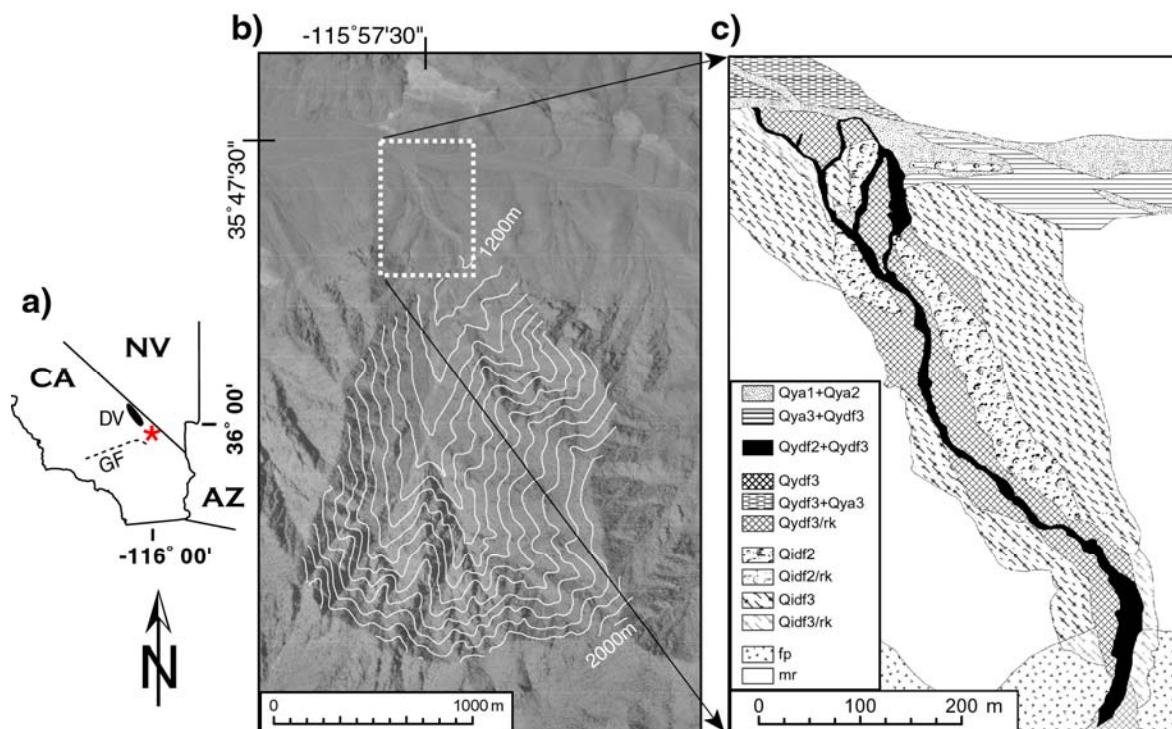 a)
NV
CA
DV
*
GF
36° 00'
AZ
-116° 00'
N
b)
-115°57'30"
35°47'30"
1200m
2000m
0 1000 m
c)
Qya1+Qya2
Qya3+Qydf3
Qydf2+Qydf3
Qydf3
Qydf3+Qya3
Qydf3/rk
Qidf2
Qidf2/rk
Qidf3
Qidf3/rk
fp
mr
0 100 200 m